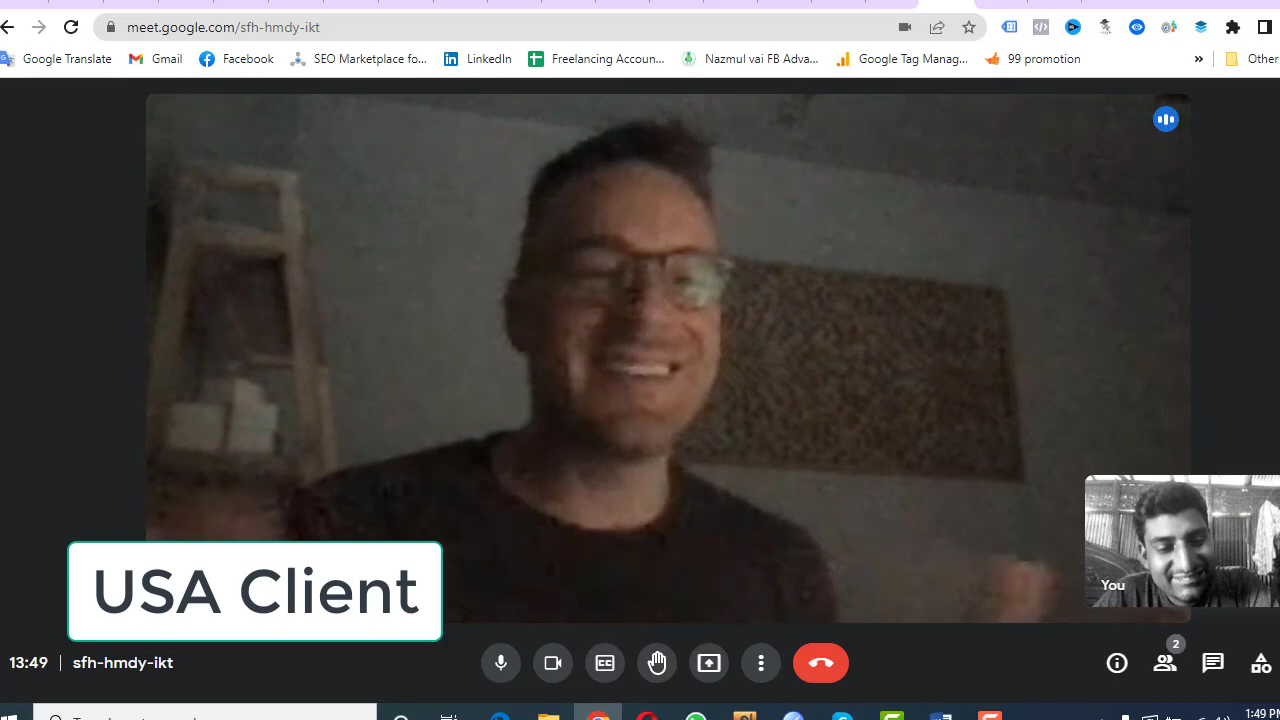 meet.google.com/sfh-hmdy-ikt
Google Translate Gmail Facebook SEO Marketplace fo... LinkedIn Freelancing Accoun... Nazmul vai FB Adva... Google Tag Manag... 99 promotion » Other
You
USA Client
13:49 | sfh-hmdy-ikt
2
1:49 PM